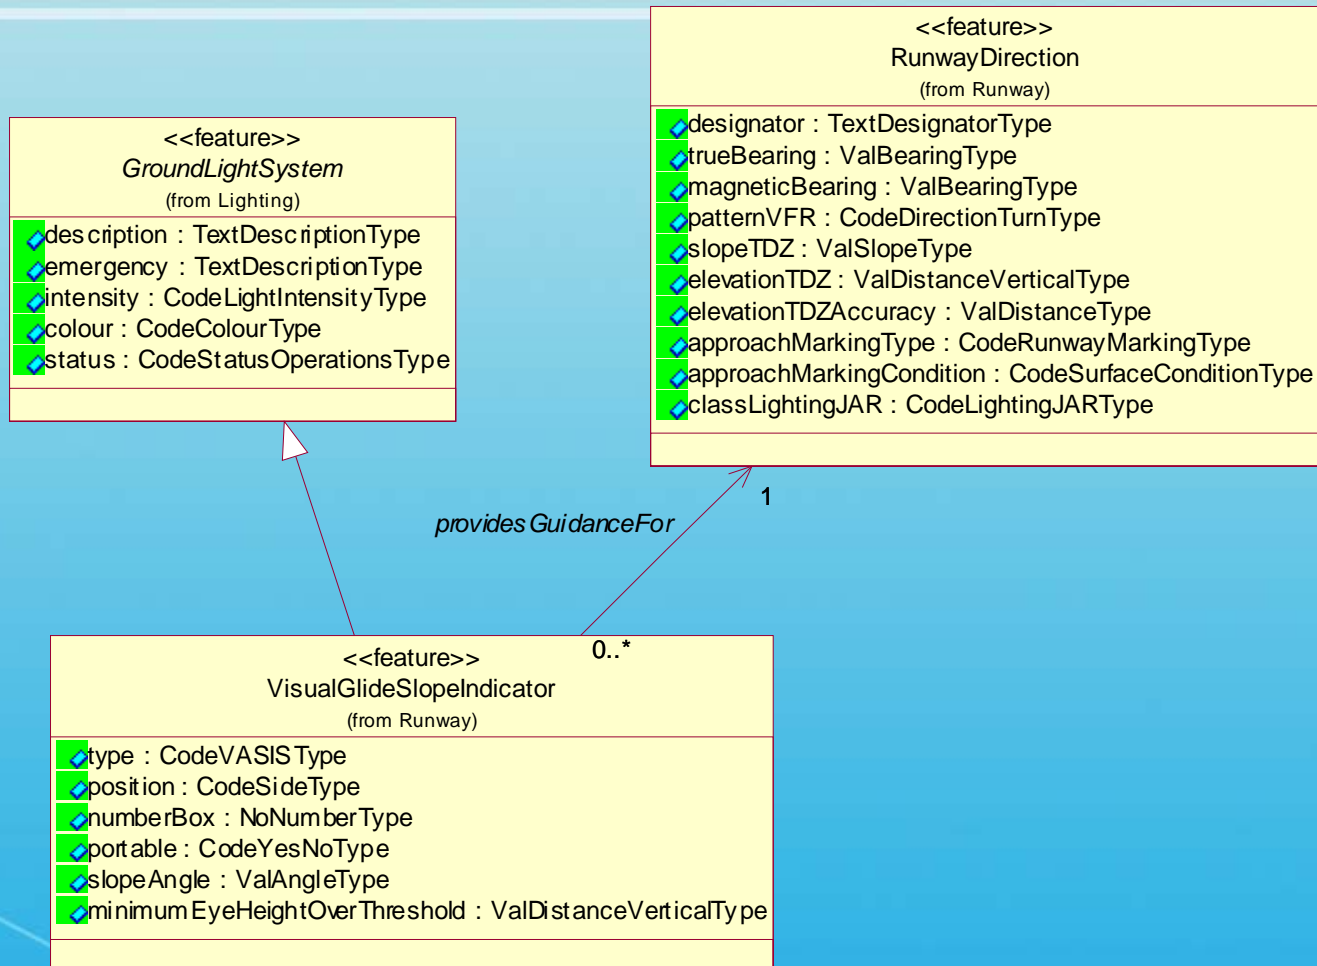 <<feature>>
RunwayDirection
(from Runway)
designator : TextDesignatorType
trueBearing : ValBearingType
magneticBearing : ValBearingType
patternVFR : CodeDirectionTurnType
slopeTDZ : ValSlopeType
elevationTDZ : ValDistanceVerticalType
elevationTDZAccuracy : ValDistanceType
approachMarkingType : CodeRunwayMarkingType
approachMarkingCondition : CodeSurfaceConditionType
classLightingJAR : CodeLightingJARType
<<feature>>
GroundLightSystem
(from Lighting)
description : TextDescriptionType
emergency : TextDescriptionType
intensity : CodeLightIntensityType
colour : CodeColourType
status : CodeStatusOperationsType
1
providesGuidanceFor
0..*
<<feature>>
VisualGlideSlopeIndicator
(from Runway)
type : CodeVASISType
position : CodeSideType
numberBox : NoNumberType
portable : CodeYesNoType
slopeAngle : ValAngleType
minimumEyeHeightOverThreshold : ValDistanceVerticalType